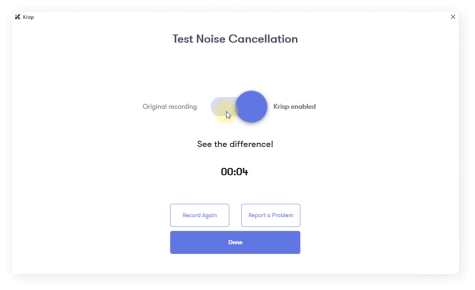 Krisp
Test Noise Cancellation
Original recording
Krisp enabled
See the difference!
00:04
Record Again
Report a Problem
Done